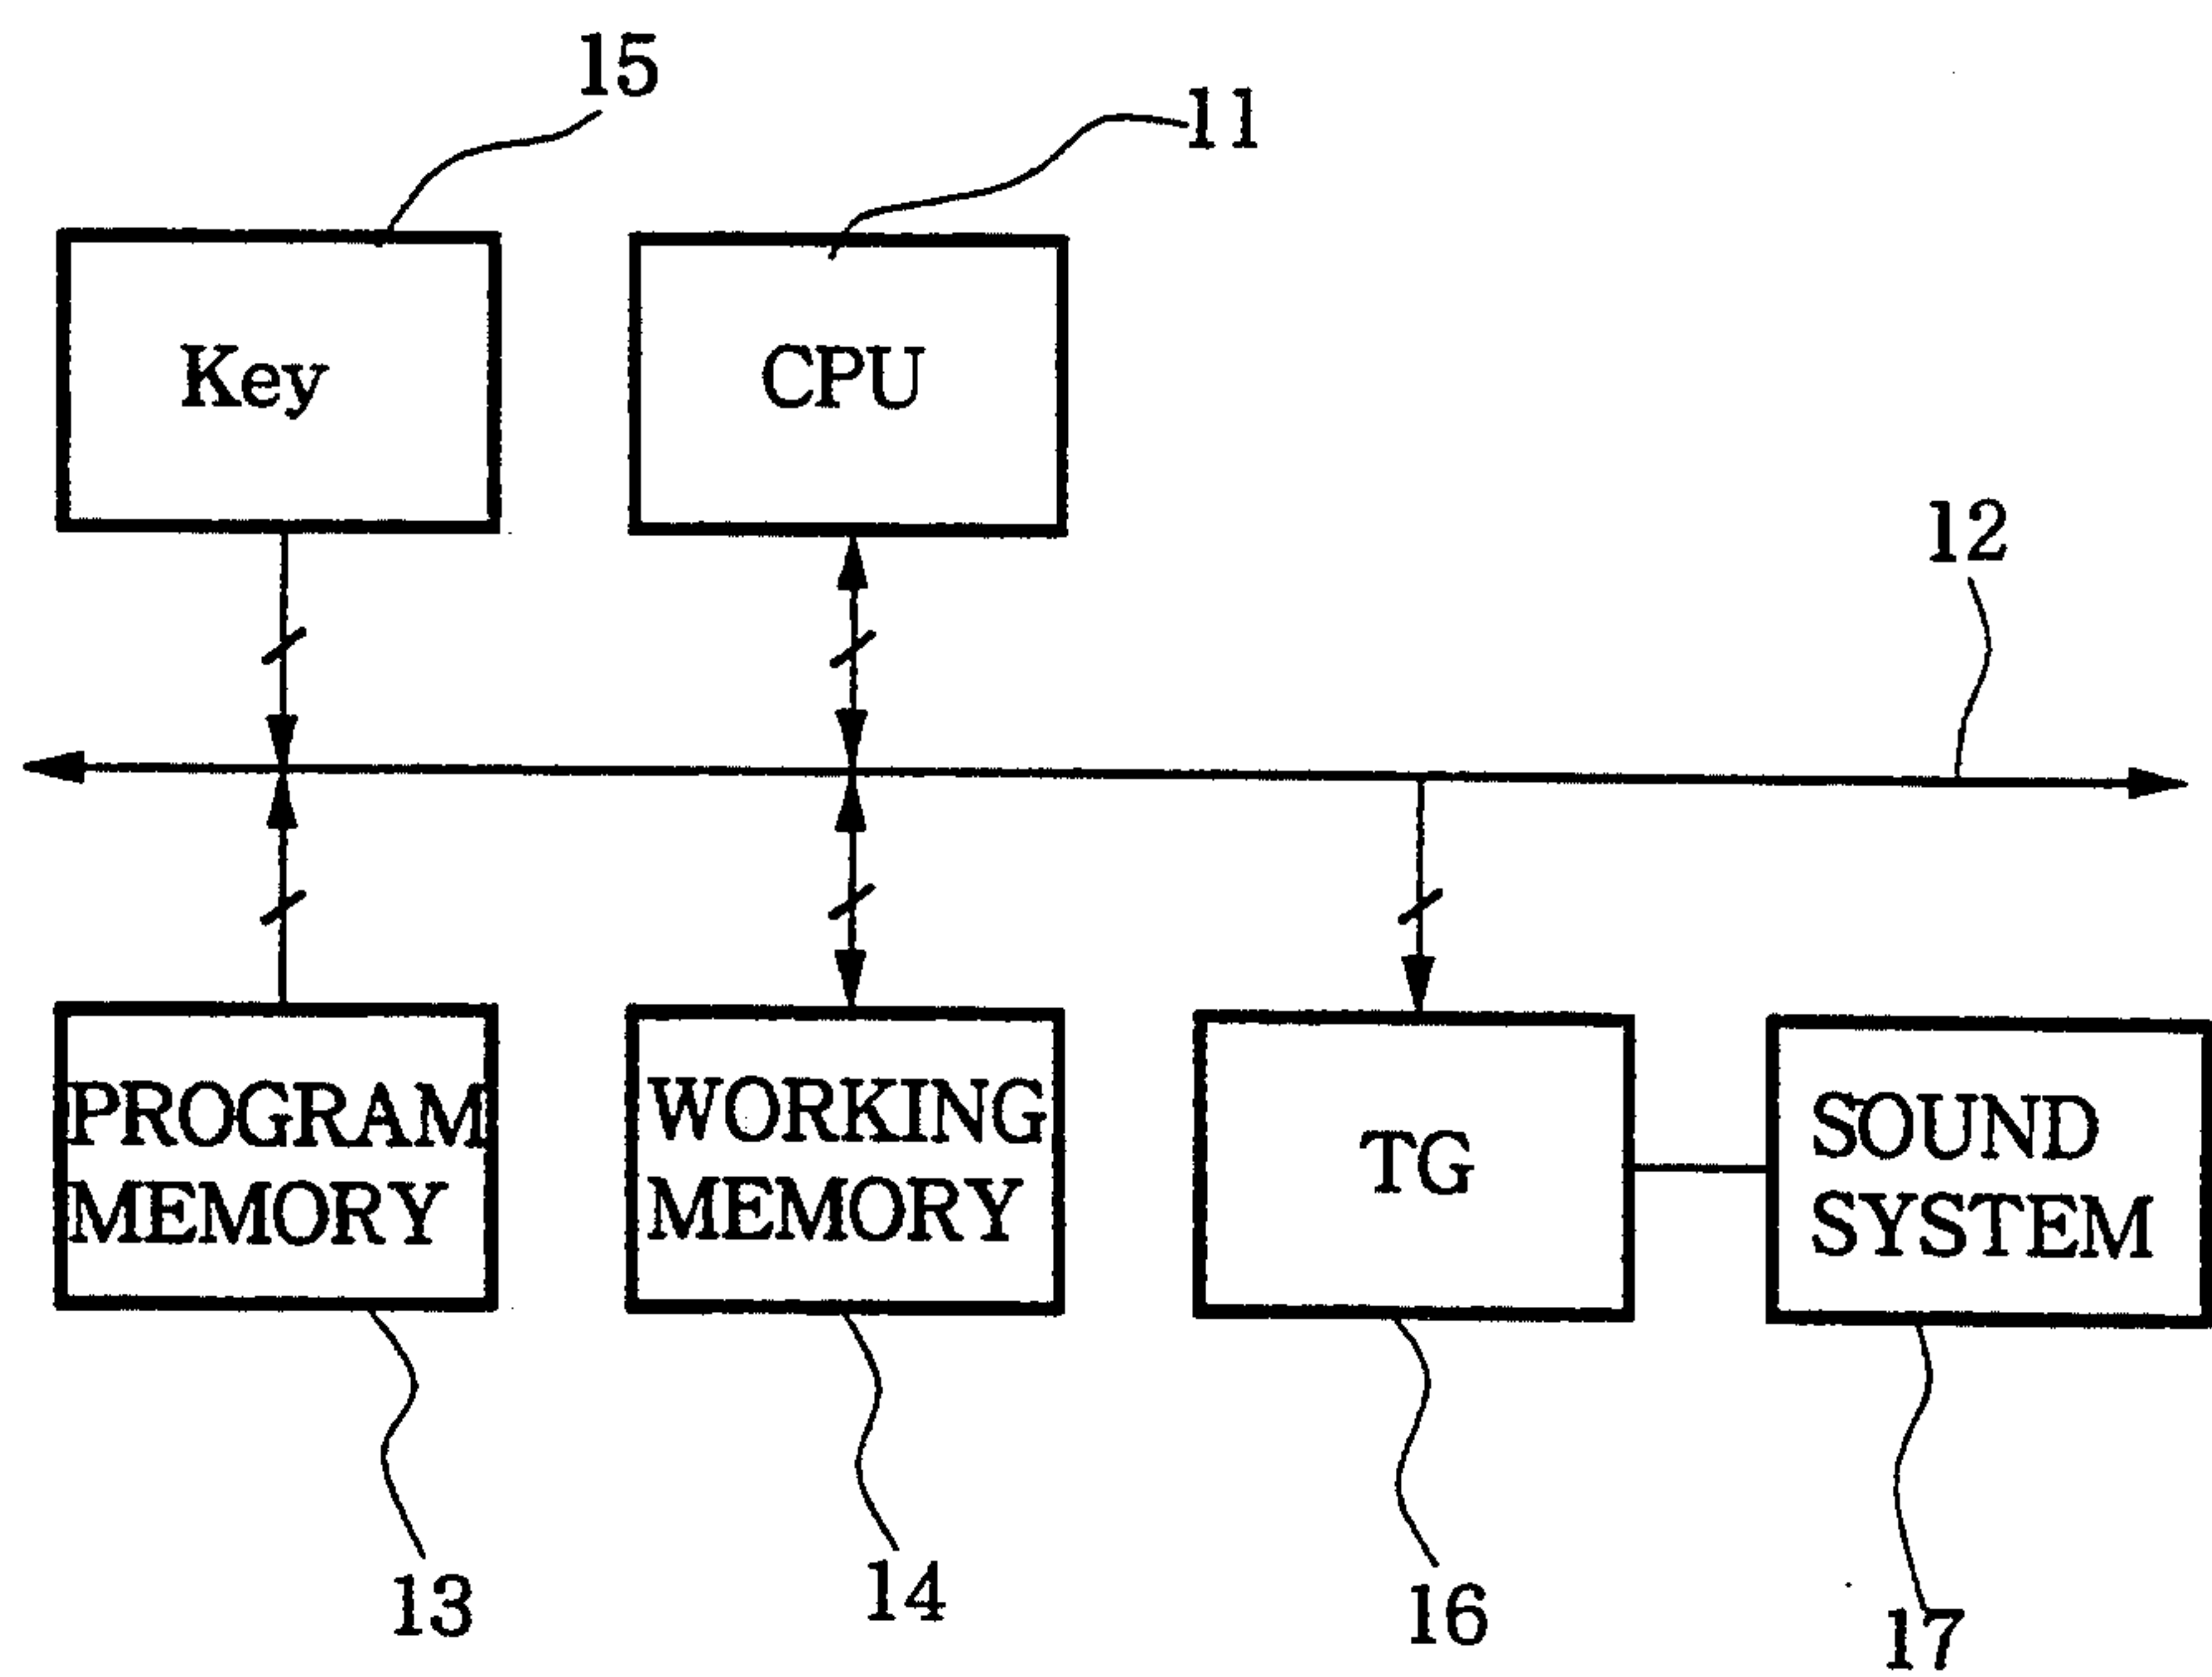 15
11
Key
CPU
12
PROGRAM
MEMORY
WORKING
MEMORY
TG
SOUND
SYSTEM
13
14
16
17